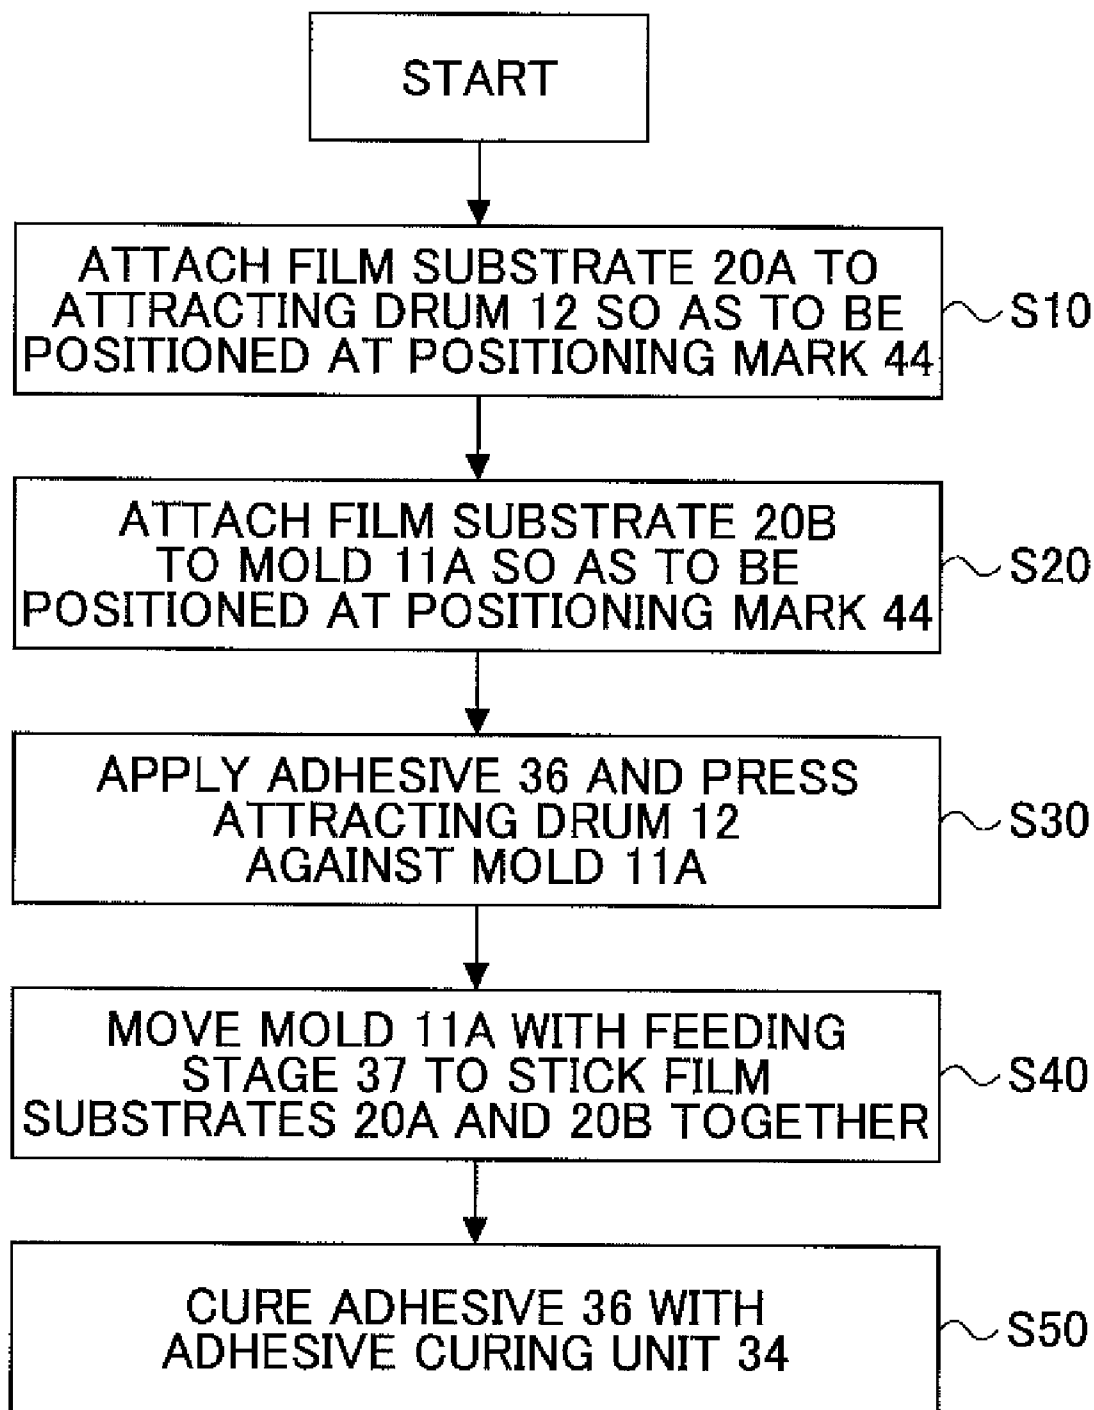 START
ATTACH FILM SUBSTRATE 20A TO
ATTRACTING DRUM 12 SO AS TO BE
POSITIONED AT POSITIONING MARK 44
S10
ATTACH FILM SUBSTRATE 20B
TO MOLD 11A SO AS TO BE
POSITIONED AT POSITIONING MARK 44
S20
APPLY ADHESIVE 36 AND PRESS
ATTRACTING DRUM 12
AGAINST MOLD 11A
S30
MOVE MOLD 11A WITH FEEDING
STAGE 37 TO STICK FILM
SUBSTRATES 20A AND 20B TOGETHER
S40
CURE ADHESIVE 36 WITH
ADHESIVE CURING UNIT 34
S50